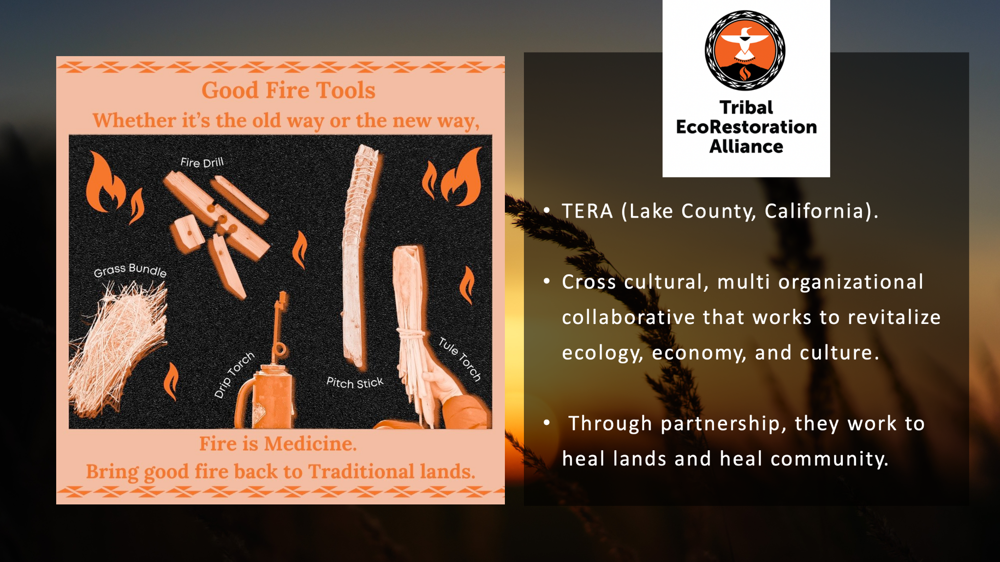 Good Fire Tools
Whether it's the old way or the new way,
Fire Drill
Grass Bundle
Drip Torch
Pitch Stick
Tule Torch
Fire is Medicine.
Bring good fire back to Traditional lands.
Tribal
EcoRestoration
Alliance
• TERA (Lake County, California).
• Cross cultural, multi organizational
collaborative that works to revitalize
ecology, economy, and culture.
• Through partnership, they work to
heal lands and heal community.